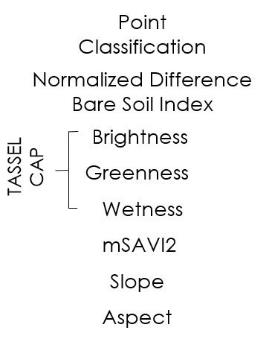 Point
Classification
Normalized Difference
Bare Soil Index
TASSEL
CAP
Brightness
Greenness
Wetness
mSAVI2
Slope
Aspect